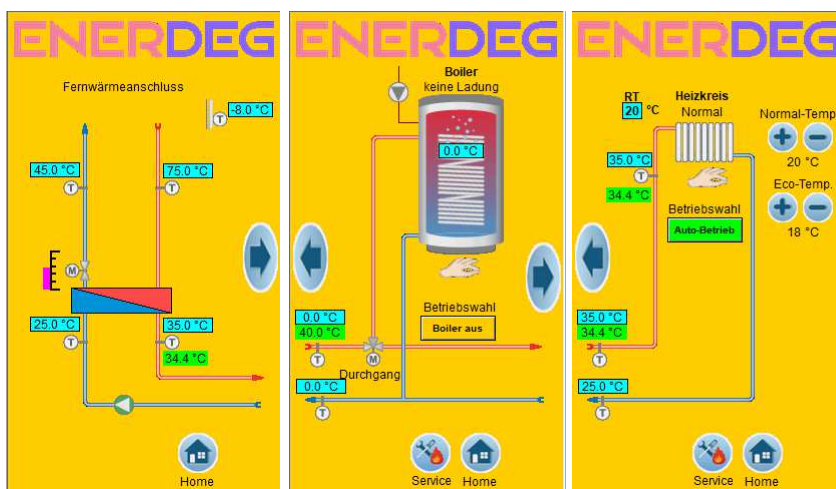 ENERDEG
Fernwärmeanschluss
-8.0 °C
T
45.0 °C
75.0 °C
T
T
M
25.0 °C
35.0 °C
T
T
34.4 °C
Home
ENERDEG
Boiler
keine Ladung
0.0 °C
Betriebswahl
Boiler aus
0.0 °C
40.0 °C
T
M
Durchgang
0.0 °C
T
Service
Home
ENERDEG
RT
20 °C
Heizkreis
Normal
Normal-Temp
20 °C
35.0 °C
T
34.4 °C
Eco-Temp.
18 °C
Betriebswahl
Auto-Betrieb
35.0 °C
34.4 °C
T
25.0 °C
T
Service
Home